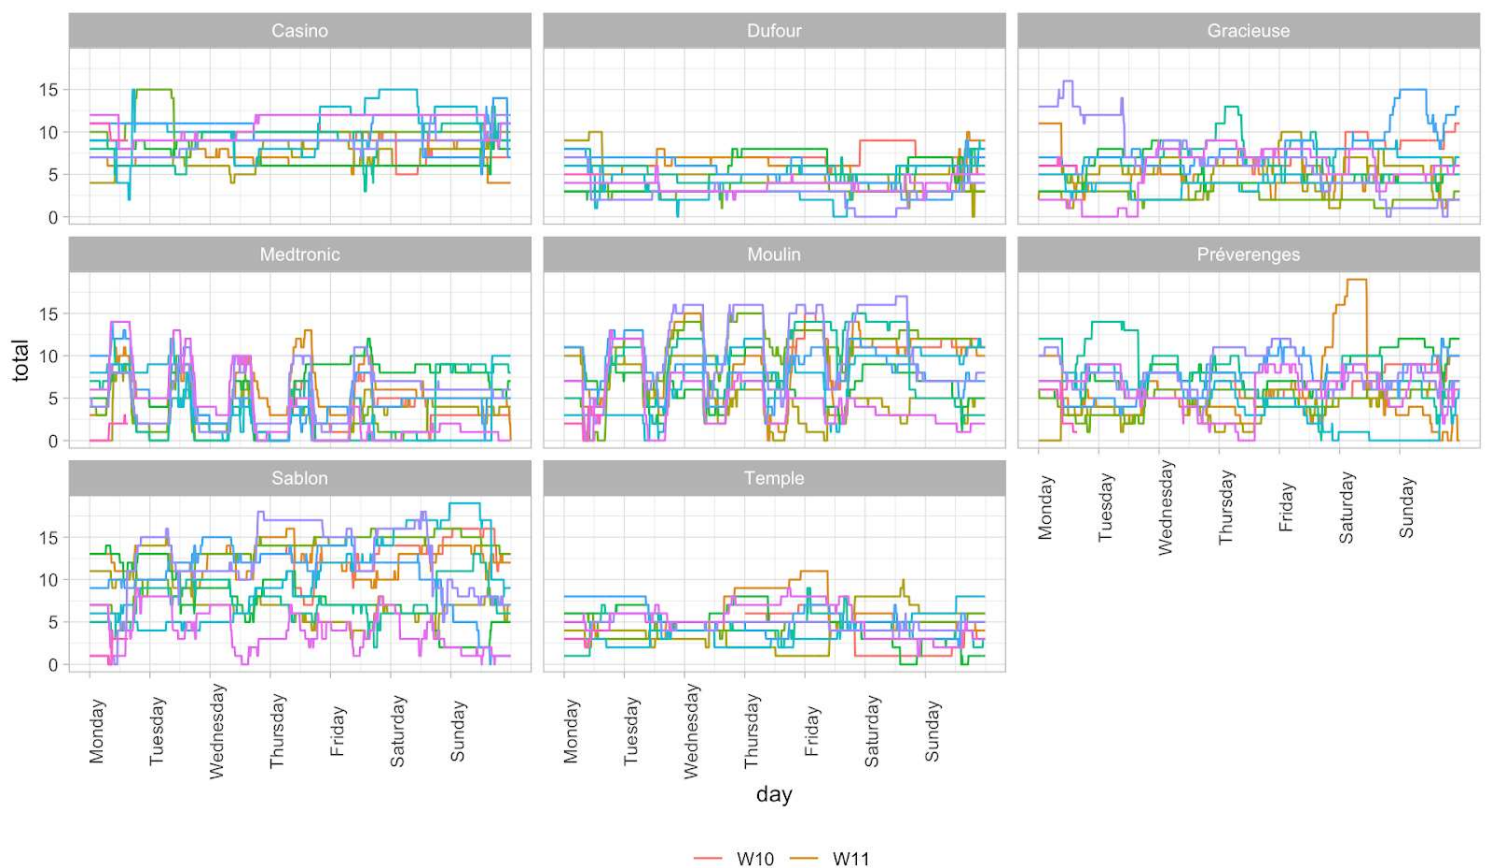 Casino Dufour Gracieuse
15
10
5
0
Medtronic Moulin Préverenges
15
10
5
0
total
Sablon Temple
15
10
5
0
Monday Tuesday Wednesday Thursday Friday Saturday Sunday
Monday Tuesday Wednesday Thursday Friday Saturday Sunday
Monday Tuesday Wednesday Thursday Friday Saturday Sunday
day
W10 W11